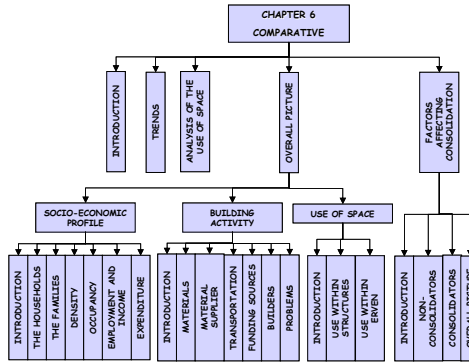 CHAPTER 6
COMPARATIVE
INTRODUCTION
TRENDS
ANALYSIS OF THE
USE OF SPACE
OVERALL PICTURE
FACTORS
AFFECTING
CONSOLIDATION
SOCIO-ECONOMIC
PROFILE
BUILDING
ACTIVITY
USE OF SPACE
INTRODUCTION
THE HOUSEHOLDS
THE FAMILIES
DENSITY
OCCUPANCY
EMPLOYMENT AND
INCOME
EXPENDITURE
INTRODUCTION
MATERIALS
MATERIAL
SUPPLIER
TRANSPORTATION
FUNDING SOURCES
BUILDERS
PROBLEMS
INTRODUCTION
USE WITHIN
STRUCTURES
USE WITHIN
ERVEN
INTRODUCTION
NON-
CONSOLIDATORS
CONSOLIDATORS